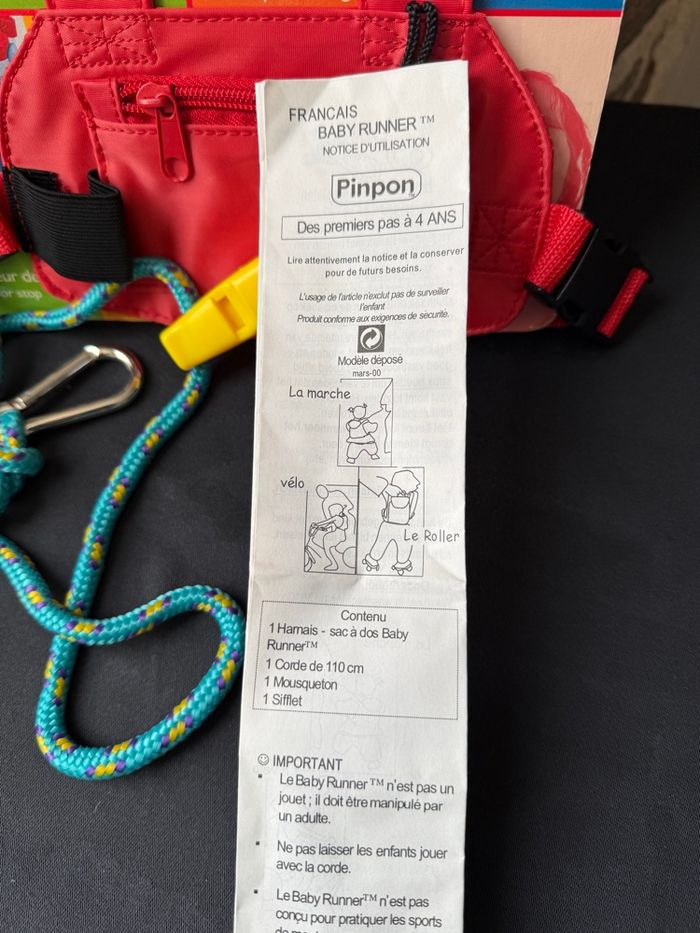 FRANCAIS
BABY RUNNER ™
NOTICE D'UTILISATION
Pinpon
Des premiers pas à 4 ANS
Lire attentivement la notice et la conserver
pour de futurs besoins.
L'usage de l'article n'exclut pas de surveiller
l'enfant
Produit conforme aux exigences de sécurité.
Modèle déposé
mars-00
La marche
vélo
Le Roller
Contenu
1 Harnais - sac à dos Baby
Runner™
1 Corde de 110 cm
1 Mousqueton
1 Sifflet
☺ IMPORTANT
▪ Le Baby Runner ™ n'est pas un
jouet ; il doit être manipulé par
un adulte.
▪ Ne pas laisser les enfants jouer
avec la corde.
▪ Le Baby Runner™ n'est pas
conçu pour pratiquer les sports
eur de
or stop